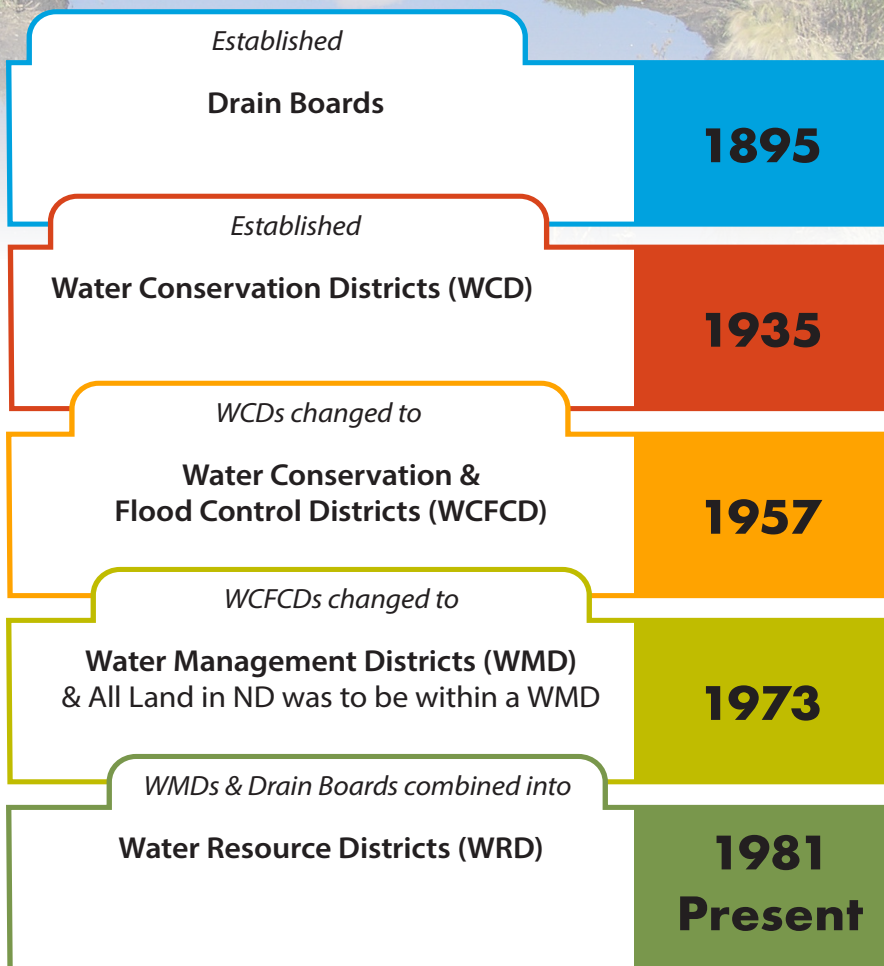 Established
Drain Boards
1895
Established
Water Conservation Districts (WCD)
1935
WCDs changed to
Water Conservation &
Flood Control Districts (WCFCD)
1957
WCFCDs changed to
Water Management Districts (WMD)
& All Land in ND was to be within a WMD
1973
WMDs & Drain Boards combined into
Water Resource Districts (WRD)
1981
Present